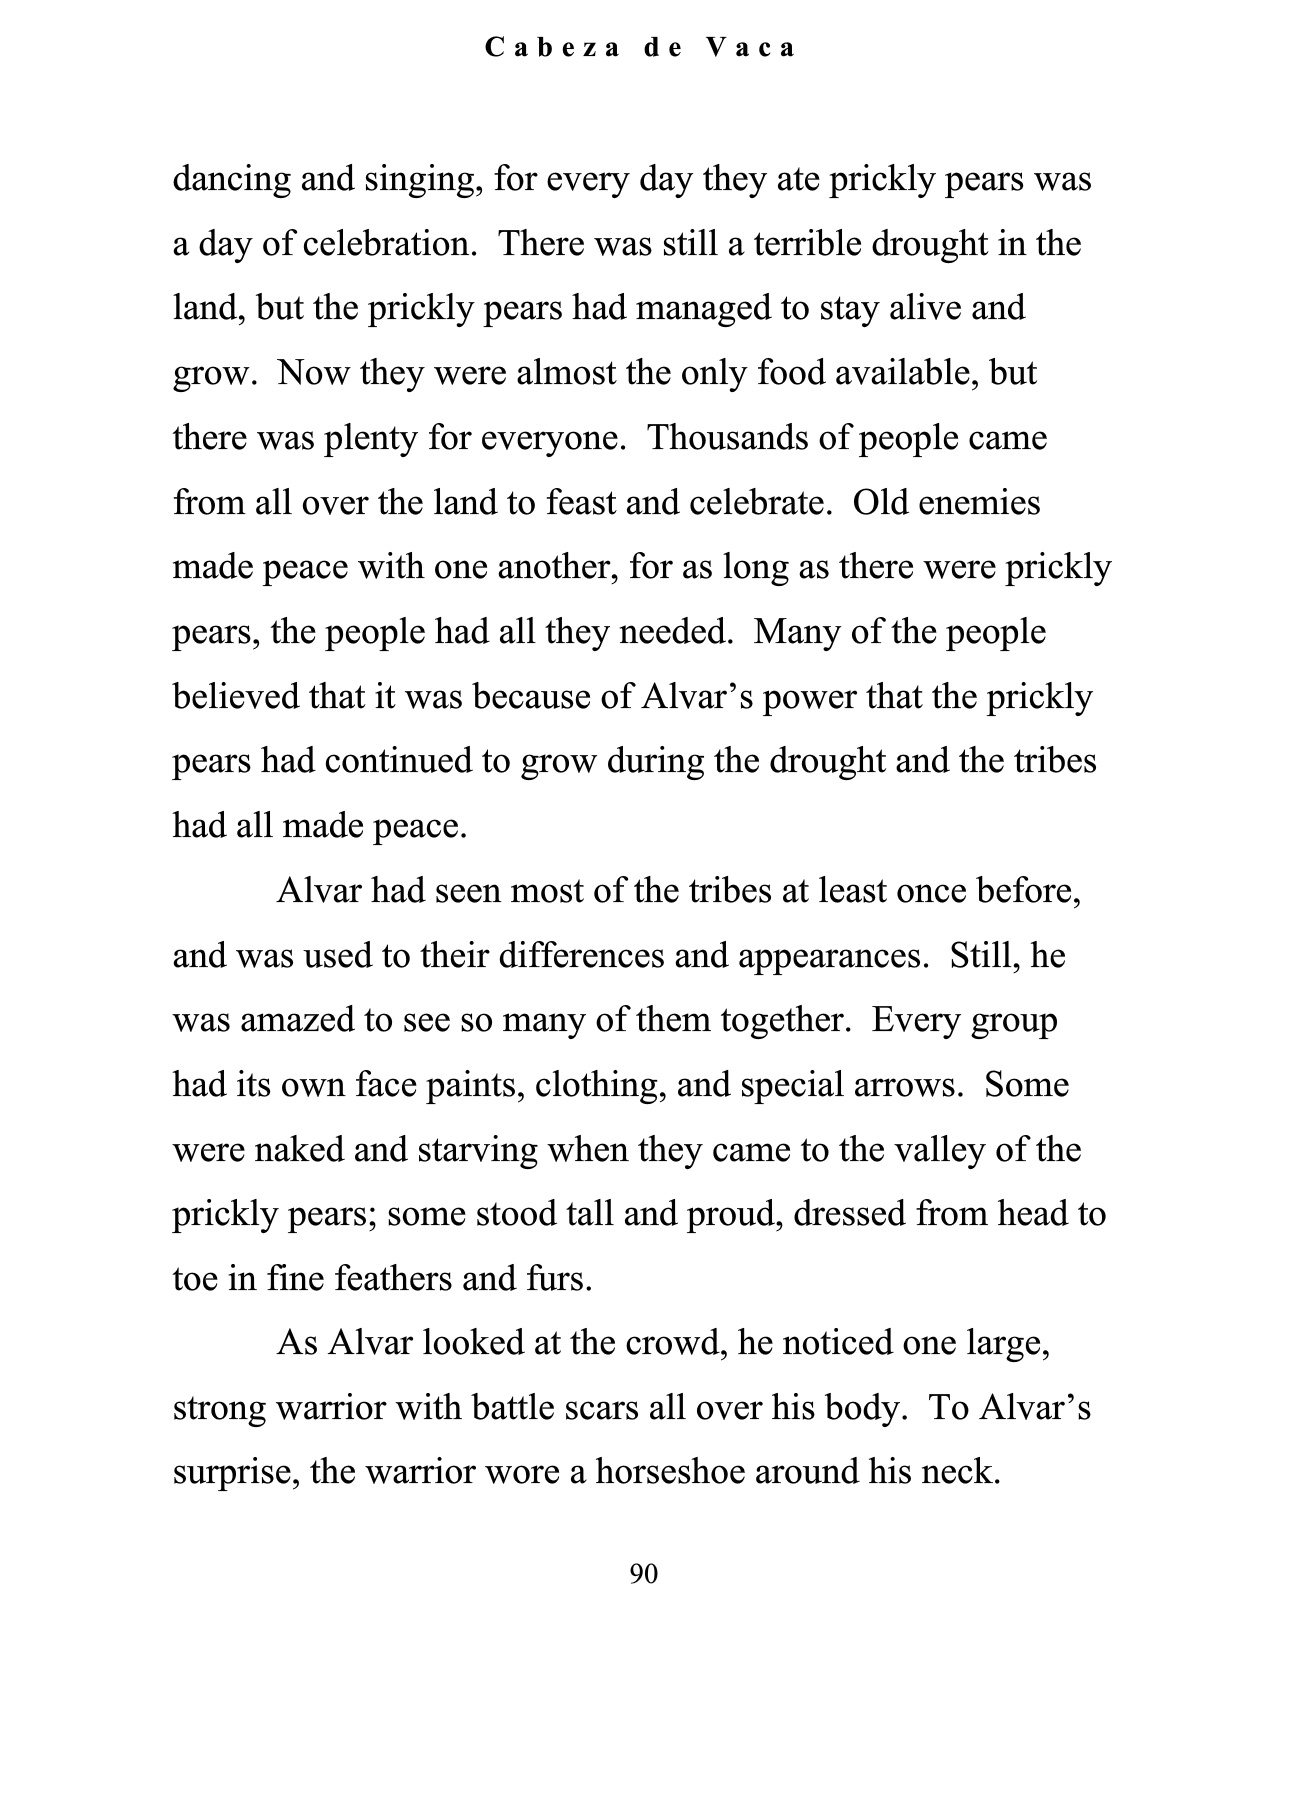 Cabeza de Vaca
dancing and singing, for every day they ate prickly pears was
a day of celebration.  There was still a terrible drought in the
land, but the prickly pears had managed to stay alive and
grow.  Now they were almost the only food available, but
there was plenty for everyone.  Thousands of people came
from all over the land to feast and celebrate.  Old enemies
made peace with one another, for as long as there were prickly
pears, the people had all they needed.  Many of the people
believed that it was because of Alvar’s power that the prickly
pears had continued to grow during the drought and the tribes
had all made peace.
Alvar had seen most of the tribes at least once before,
and was used to their differences and appearances.  Still, he
was amazed to see so many of them together.  Every group
had its own face paints, clothing, and special arrows.  Some
were naked and starving when they came to the valley of the
prickly pears; some stood tall and proud, dressed from head to
toe in fine feathers and furs.
As Alvar looked at the crowd, he noticed one large,
strong warrior with battle scars all over his body.  To Alvar’s
surprise, the warrior wore a horseshoe around his neck.
90